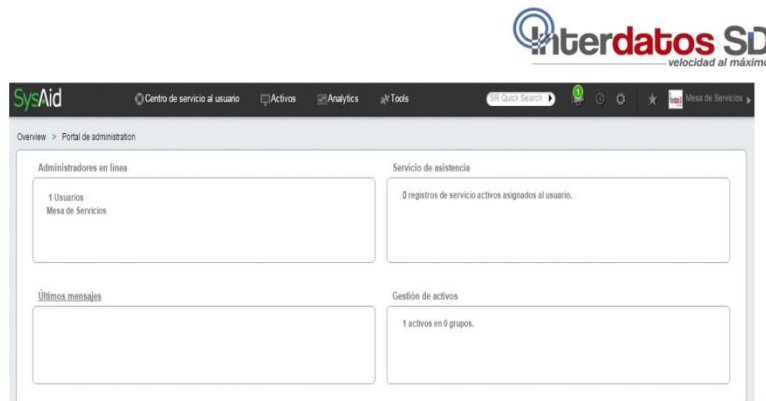 Interdatos SD
velocidad al máximo
SysAid
Centro de servicio al usuario
Activos
Analytics
Tools
SR Quick Search
1
Mesa de Servicios
Overview > Portal de administration
Administradores en línea
Servicio de asistencia
1 Usuarios
Mesa de Servicios
0 registros de servicio activos asignados al usuario.
Últimos mensajes
Gestión de activos
1 activos en 0 grupos.